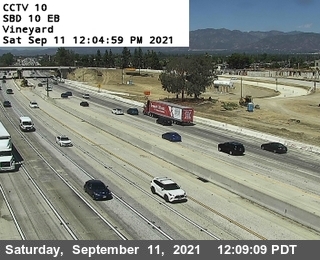 CCTV 10
SBD 10 EB
Vineyard
Sat Sep 11 12:04:59 PM 2021
Saturday, September 11, 2021 12:09:09 PDT